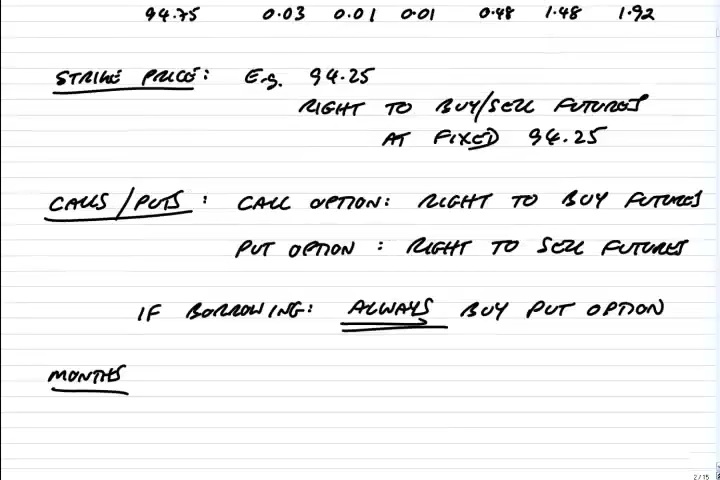 94.75 0.03 0.01 0.01 0.48 1.48 1.92
STRIKE PRICE: E.g. 94.25
RIGHT TO BUY/SELL FUTURES
AT FIXED 94.25
CALLS/PUTS: CALL OPTION: RIGHT TO BUY FUTURES
PUT OPTION: RIGHT TO SELL FUTURES
IF BORROWING: ALWAYS BUY PUT OPTION
MONTHS
2/15